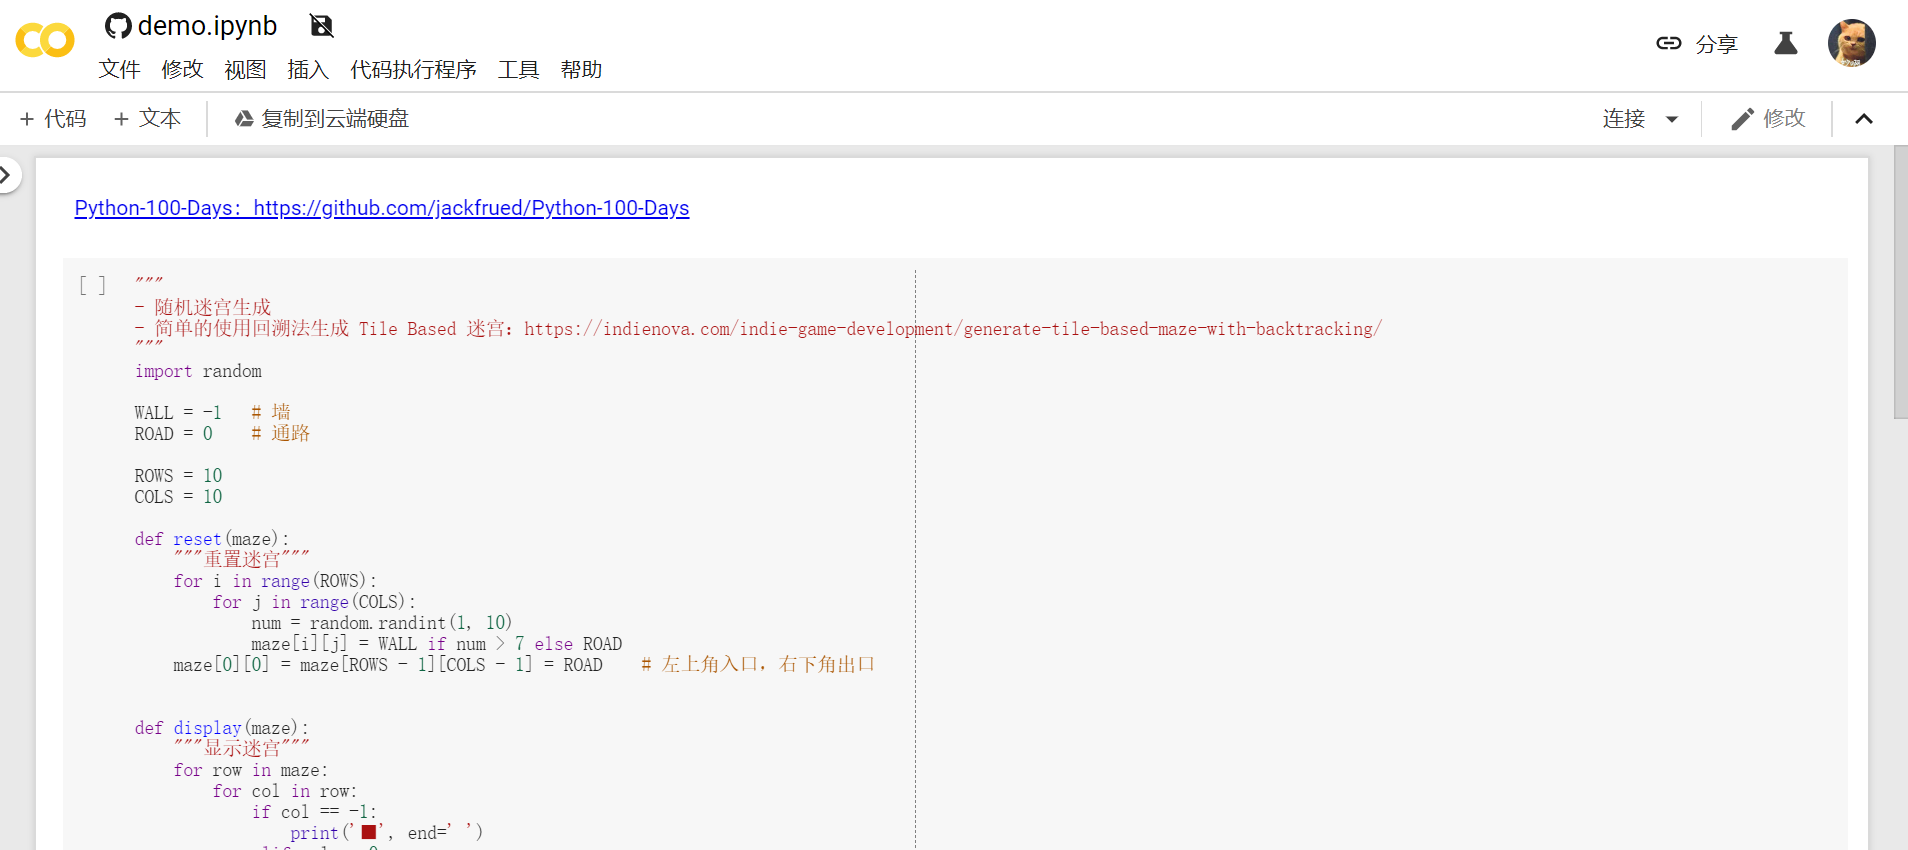 demo.ipynb
文件 修改 视图 插入 代码执行程序 工具 帮助
分享
+ 代码 + 文本 复制到云端硬盘
连接 修改
Python-100-Days：https://github.com/jackfrued/Python-100-Days
[ ]
"""
- 随机迷宫生成
- 简单的使用回溯法生成 Tile Based 迷宫：https://indienova.com/indie-game-development/generate-tile-based-maze-with-backtracking/
"""
import random
WALL = -1   # 墙
ROAD = 0    # 通路
ROWS = 10
COLS = 10
def reset(maze):
    """重置迷宫"""
    for i in range(ROWS):
        for j in range(COLS):
            num = random.randint(1, 10)
            maze[i][j] = WALL if num > 7 else ROAD
    maze[0][0] = maze[ROWS - 1][COLS - 1] = ROAD    # 左上角入口，右下角出口
def display(maze):
    """显示迷宫"""
    for row in maze:
        for col in row:
            if col == -1:
                print('■', end=' ')